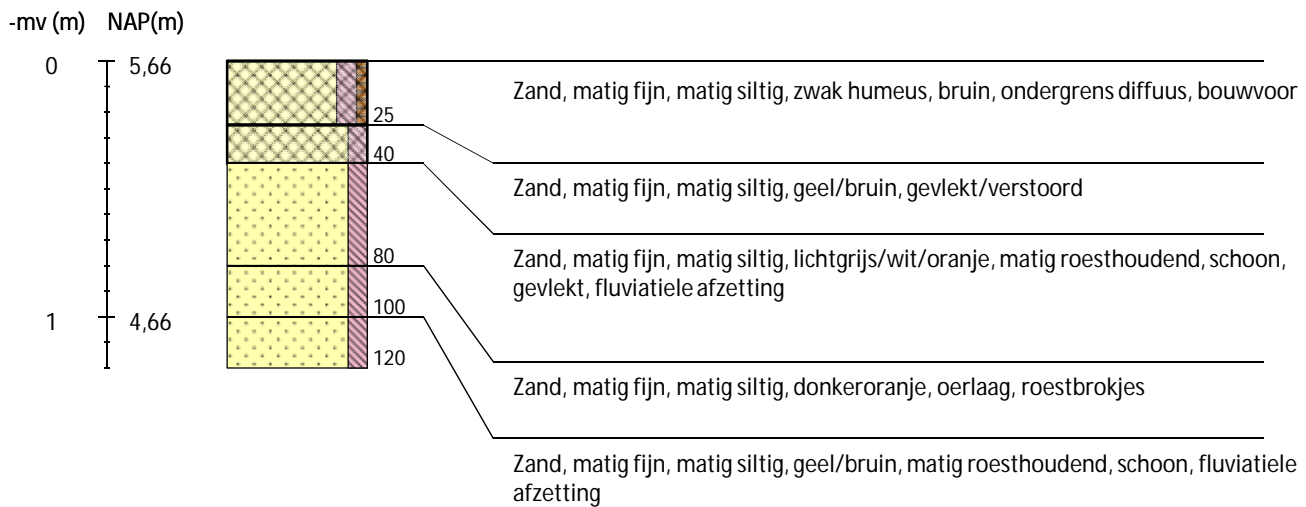 -mv (m) NAP(m)
0 5,66
Zand, matig fijn, matig siltig, zwak humeus, bruin, ondergrens diffuus, bouwvoor
25
40
Zand, matig fijn, matig siltig, geel/bruin, gevlekt/verstoord
Zand, matig fijn, matig siltig, lichtgrijs/wit/oranje, matig roesthoudend, schoon,
gevlekt, fluviatiele afzetting
80
100
1 4,66
120
Zand, matig fijn, matig siltig, donkeroranje, oerlaag, roestbrokjes
Zand, matig fijn, matig siltig, geel/bruin, matig roesthoudend, schoon, fluviatiele
afzetting